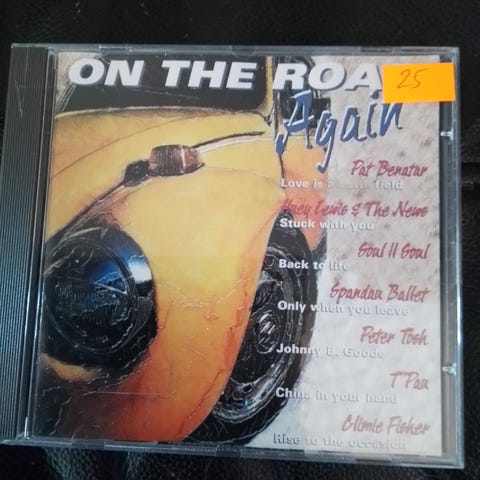 ON THE ROA
25
Again
Pat Benatar
Love is a field
Huey Lewis & The News
Stuck with you
Soul II Soul
Back to life
Spandau Ballet
Only when you leave
Peter Tosh
Johnny B. Goode
T'Pau
China in your hand
Climie Fisher
Rise to the occasion